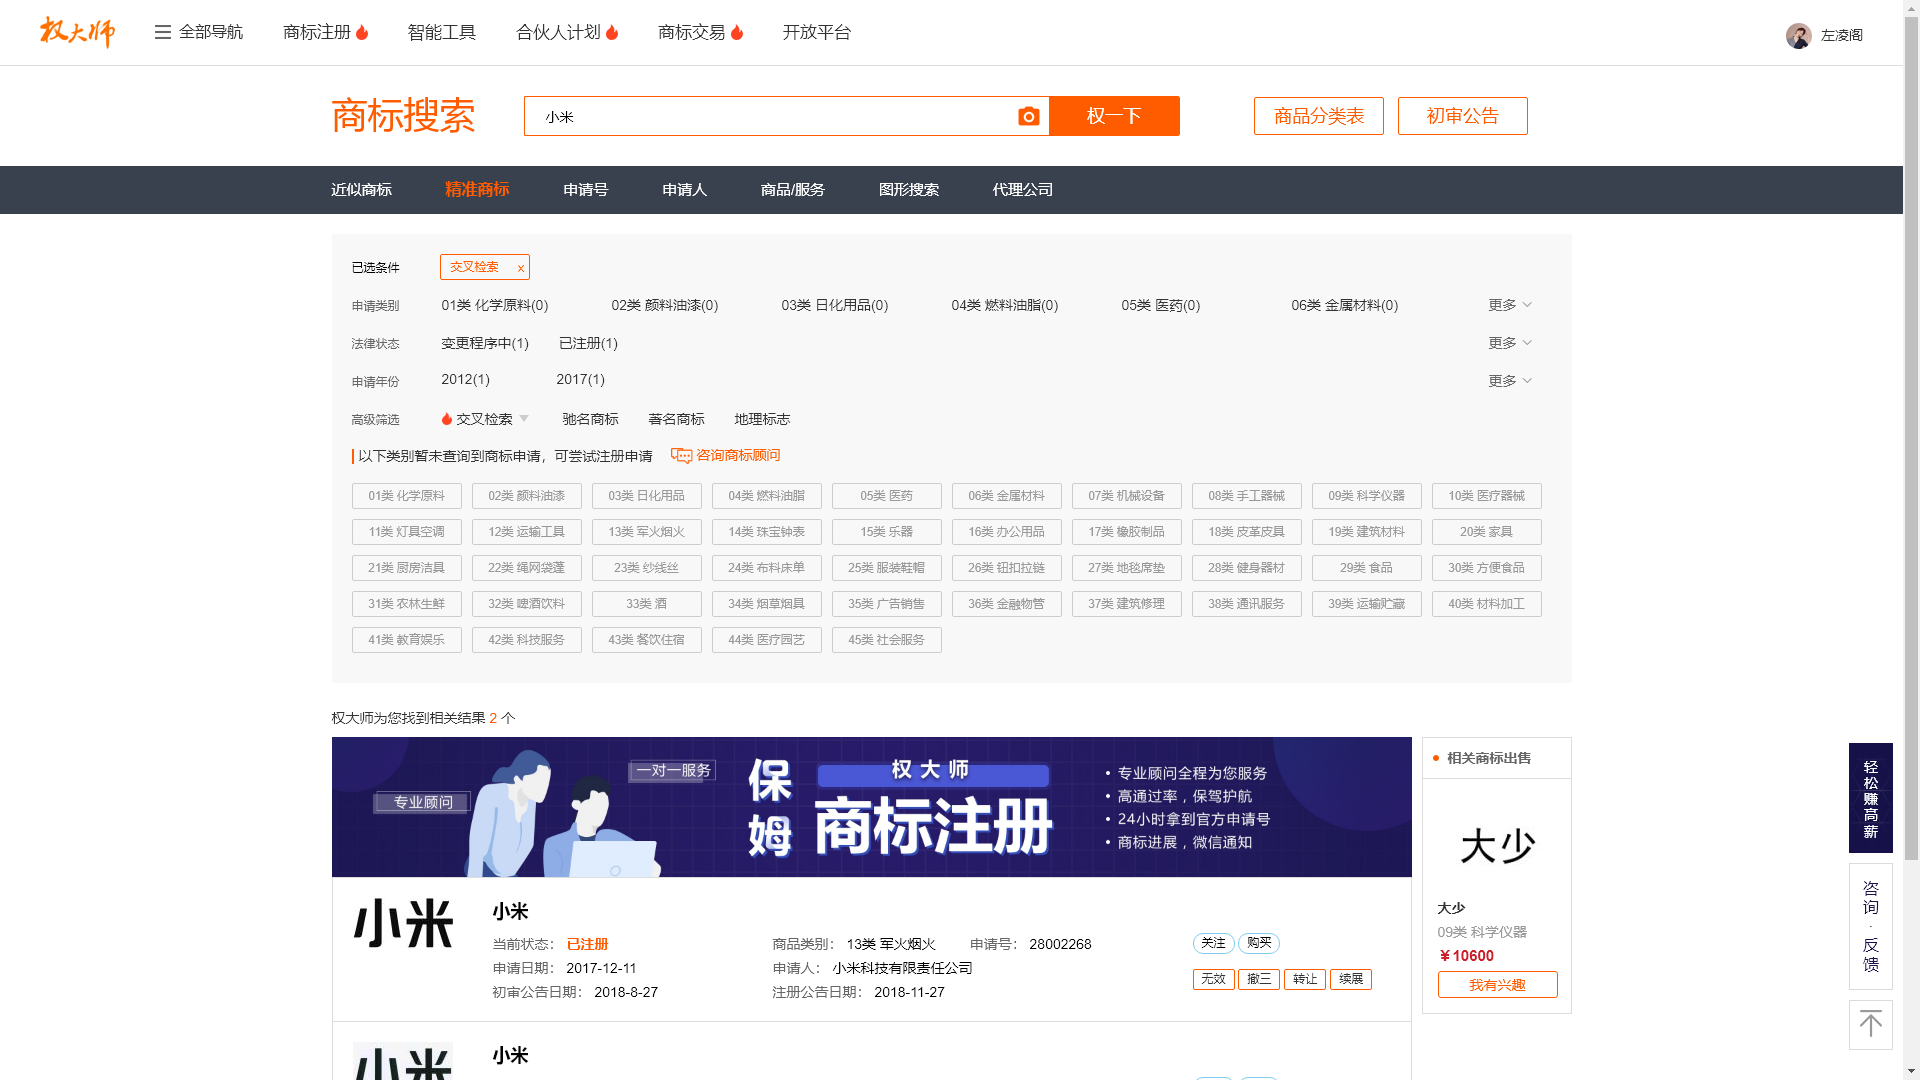 权大师 全部导航 商标注册 智能工具 合伙人计划 商标交易 开放平台 左凌阁
商标搜索 小米 权一下 商品分类表 初审公告
近似商标 精准商标 申请号 申请人 商品/服务 图形搜索 代理公司
已选条件 交叉检索 x
申请类别 01类 化学原料(0) 02类 颜料油漆(0) 03类 日化用品(0) 04类 燃料油脂(0) 05类 医药(0) 06类 金属材料(0) 更多
法律状态 变更程序中(1) 已注册(1) 更多
申请年份 2012(1) 2017(1) 更多
高级筛选 交叉检索 驰名商标 著名商标 地理标志
以下类别暂未查询到商标申请，可尝试注册申请 咨询商标顾问
01类 化学原料 02类 颜料油漆 03类 日化用品 04类 燃料油脂 05类 医药 06类 金属材料 07类 机械设备 08类 手工器械 09类 科学仪器 10类 医疗器械
11类 灯具空调 12类 运输工具 13类 军火烟火 14类 珠宝钟表 15类 乐器 16类 办公用品 17类 橡胶制品 18类 皮革皮具 19类 建筑材料 20类 家具
21类 厨房洁具 22类 绳网袋蓬 23类 纱线丝 24类 布料床单 25类 服装鞋帽 26类 钮扣拉链 27类 地毯席垫 28类 健身器材 29类 食品 30类 方便食品
31类 农林生鲜 32类 啤酒饮料 33类 酒 34类 烟草烟具 35类 广告销售 36类 金融物管 37类 建筑修理 38类 通讯服务 39类 运输贮藏 40类 材料加工
41类 教育娱乐 42类 科技服务 43类 餐饮住宿 44类 医疗园艺 45类 社会服务
权大师为您找到相关结果 2 个
专业顾问 一对一服务
保姆 权大师
商标注册
• 专业顾问全程为您服务
• 高通过率，保驾护航
• 24小时拿到官方申请号
• 商标进展，微信通知
小米
小米
当前状态： 已注册 商品类别： 13类 军火烟火 申请号： 28002268 关注 购买
申请日期： 2017-12-11 申请人： 小米科技有限责任公司 无效 撤三 转让 续展
初审公告日期： 2018-8-27 注册公告日期： 2018-11-27
小米
小米
相关商标出售
大少
大少
09类 科学仪器
￥10600
我有兴趣
轻松赚高薪
咨询·反馈